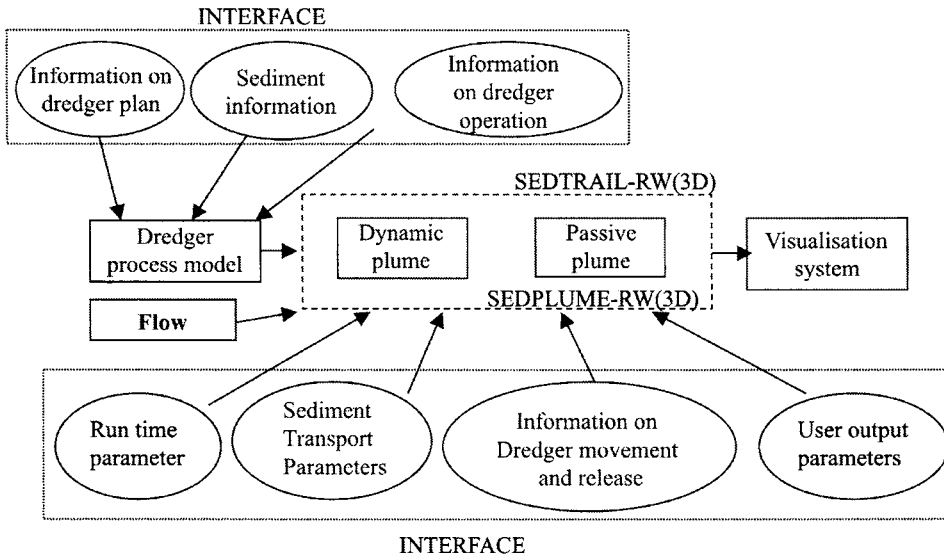 INTERFACE
Information on
dredger plan
Sediment
information
Information
on dredger
operation
SEDTRAIL-RW(3D)
Dredger
process model
Dynamic
plume
Passive
plume
Visualisation
system
SEDPLUME-RW(3D)
Flow
Run time
parameter
Sediment
Transport
Parameters
Information on
Dredger movement
and release
User output
parameters
INTERFACE